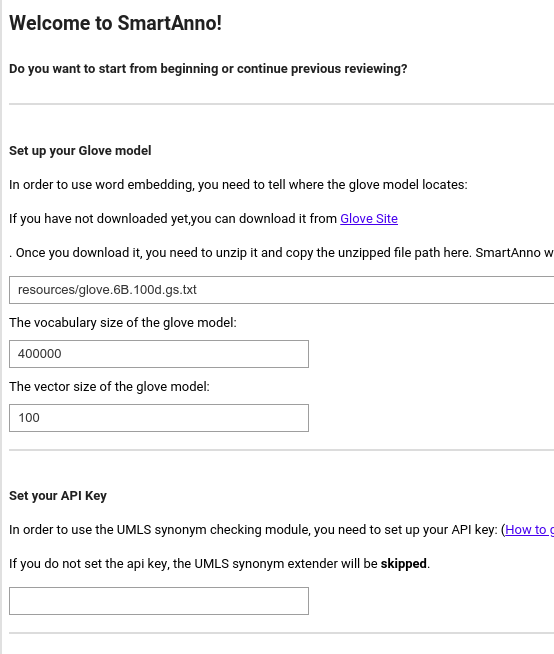 Welcome to SmartAnno!
Do you want to start from beginning or continue previous reviewing?
Set up your Glove model
In order to use word embedding, you need to tell where the glove model locates:
If you have not downloaded yet,you can download it from Glove Site
. Once you download it, you need to unzip it and copy the unzipped file path here. SmartAnno w
resources/glove.6B.100d.gs.txt
The vocabulary size of the glove model:
400000
The vector size of the glove model:
100
Set your API Key
In order to use the UMLS synonym checking module, you need to set up your API key: (How to g
If you do not set the api key, the UMLS synonym extender will be skipped.